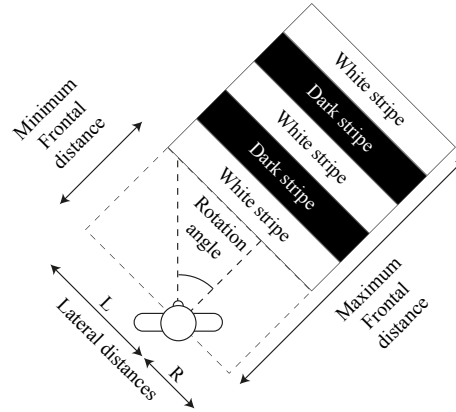 White stripe
Dark stripe
White stripe
Dark stripe
White stripe
Minimum
Frontal
distance
Rotation
angle
Maximum
Frontal
distance
L
R
Lateral distances